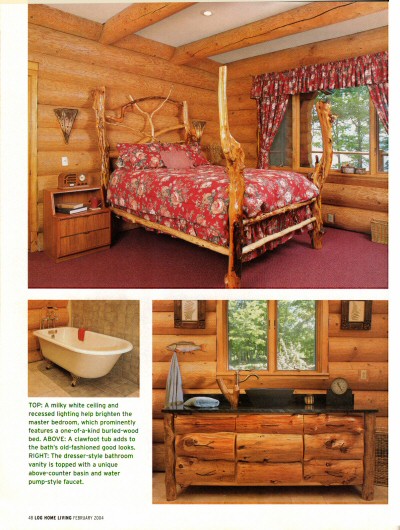 TOP: A milky white ceiling and
recessed lighting help brighten the
master bedroom, which prominently
features a one-of-a-kind burled-wood
bed. ABOVE: A clawfoot tub adds to
the bath's old-fashioned good looks.
RIGHT: The dresser-style bathroom
vanity is topped with a unique
above-counter basin and water
pump-style faucet.
48 LOG HOME LIVING FEBRUARY 2004